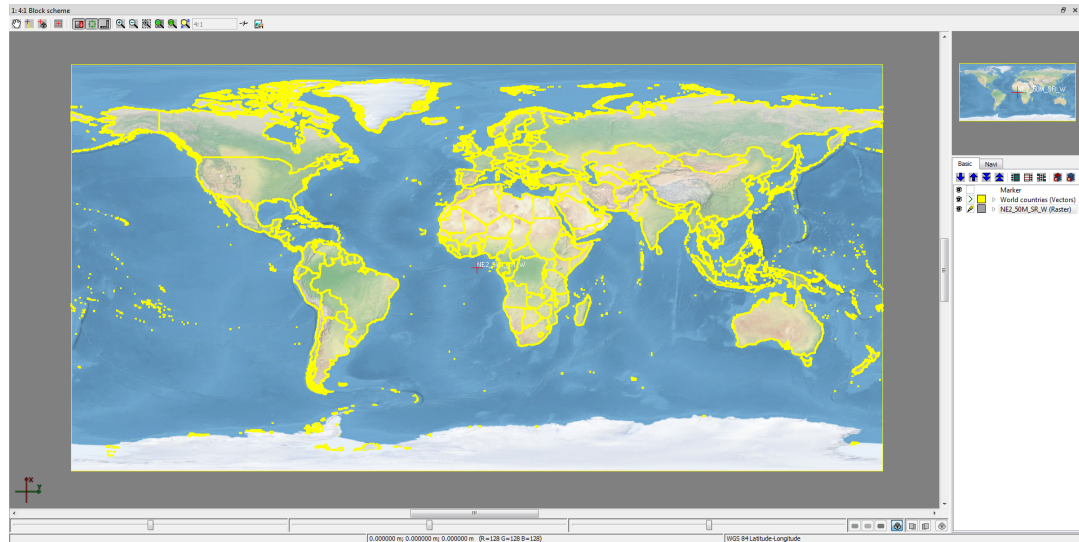 1: 4:1 Block scheme
4:1
NE2_50M_SR_W
Basic Navi
Marker
World countries (Vectors)
NE2_50M_SR_W (Raster)
NE2_50M_SR_W
x
y
0.000000 m; 0.000000 m; 0.000000 m (R=128 G=128 B=128)
WGS 84 Latitude-Longitude